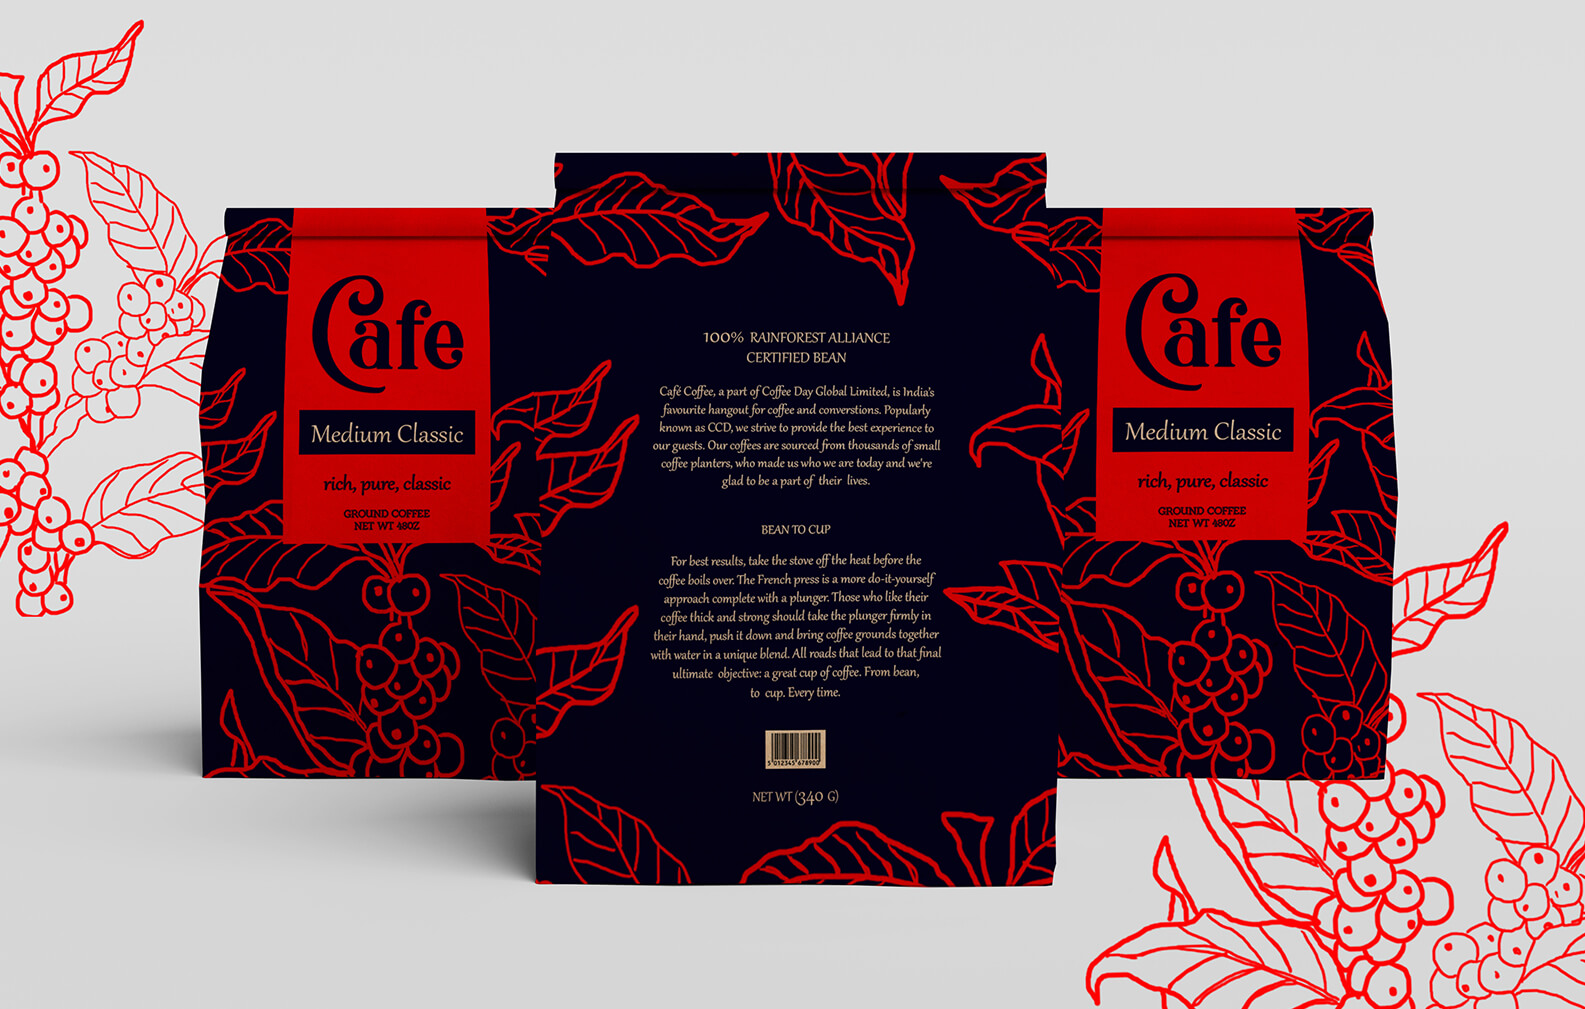 Cafe
Medium Classic
rich, pure, classic
GROUND COFFEE
NET WT 480Z
100% RAINFOREST ALLIANCE
CERTIFIED BEAN
Café Coffee, a part of Coffee Day Global Limited, is India's
favourite hangout for coffee and converstions. Popularly
known as CCD, we strive to provide the best experience to
our guests. Our coffees are sourced from thousands of small
coffee planters, who made us who we are today and we're
glad to be a part of their lives.
BEAN TO CUP
For best results, take the stove off the heat before the
coffee boils over. The French press is a more do-it-yourself
approach complete with a plunger. Those who like their
coffee thick and strong should take the plunger firmly in
their hand, push it down and bring coffee grounds together
with water in a unique blend. All roads that lead to that final
ultimate objective: a great cup of coffee. From bean,
to cup. Every time.
5 012345 678900
NET WT (340 G)
Cafe
Medium Classic
rich, pure, classic
GROUND COFFEE
NET WT 480Z